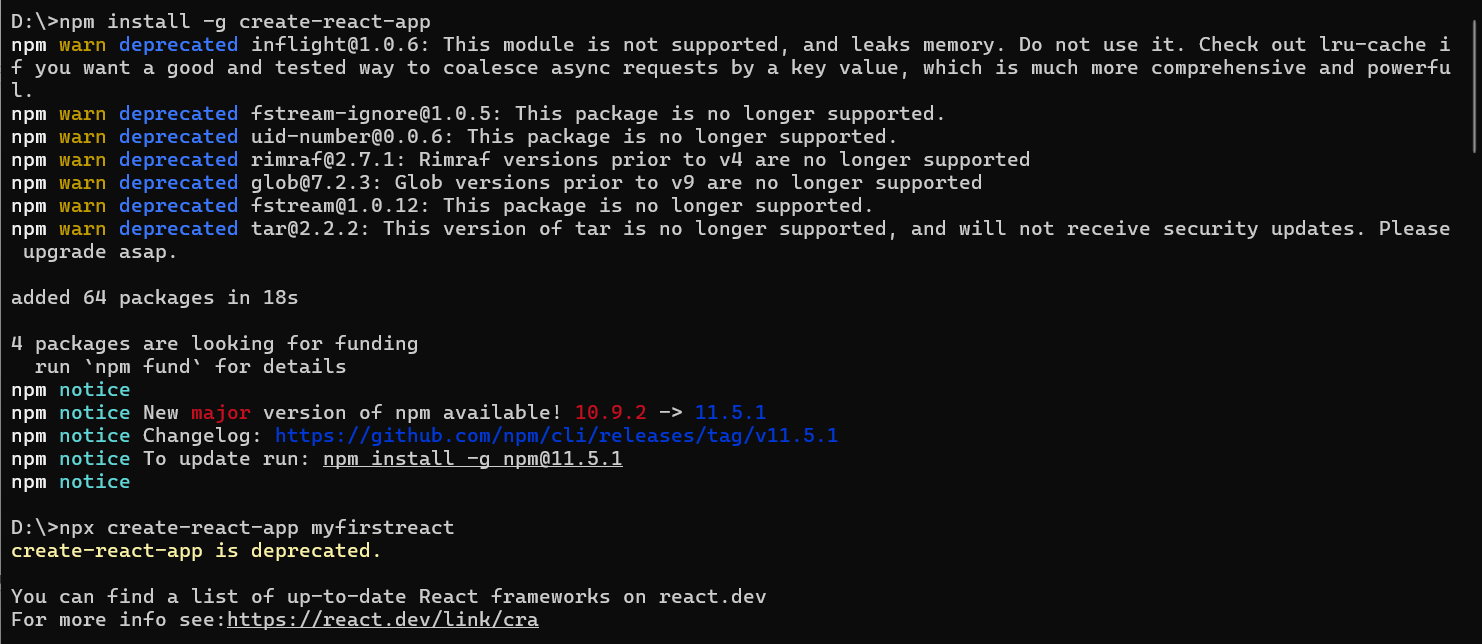 D:\>npm install -g create-react-app
npm warn deprecated inflight@1.0.6: This module is not supported, and leaks memory. Do not use it. Check out lru-cache i
f you want a good and tested way to coalesce async requests by a key value, which is much more comprehensive and powerfu
l.
npm warn deprecated fstream-ignore@1.0.5: This package is no longer supported.
npm warn deprecated uid-number@0.0.6: This package is no longer supported.
npm warn deprecated rimraf@2.7.1: Rimraf versions prior to v4 are no longer supported
npm warn deprecated glob@7.2.3: Glob versions prior to v9 are no longer supported
npm warn deprecated fstream@1.0.12: This package is no longer supported.
npm warn deprecated tar@2.2.2: This version of tar is no longer supported, and will not receive security updates. Please
 upgrade asap.

added 64 packages in 18s

4 packages are looking for funding
  run `npm fund` for details
npm notice
npm notice New major version of npm available! 10.9.2 -> 11.5.1
npm notice Changelog: https://github.com/npm/cli/releases/tag/v11.5.1
npm notice To update run: npm install -g npm@11.5.1
npm notice

D:\>npx create-react-app myfirstreact
create-react-app is deprecated.

You can find a list of up-to-date React frameworks on react.dev
For more info see:https://react.dev/link/cra